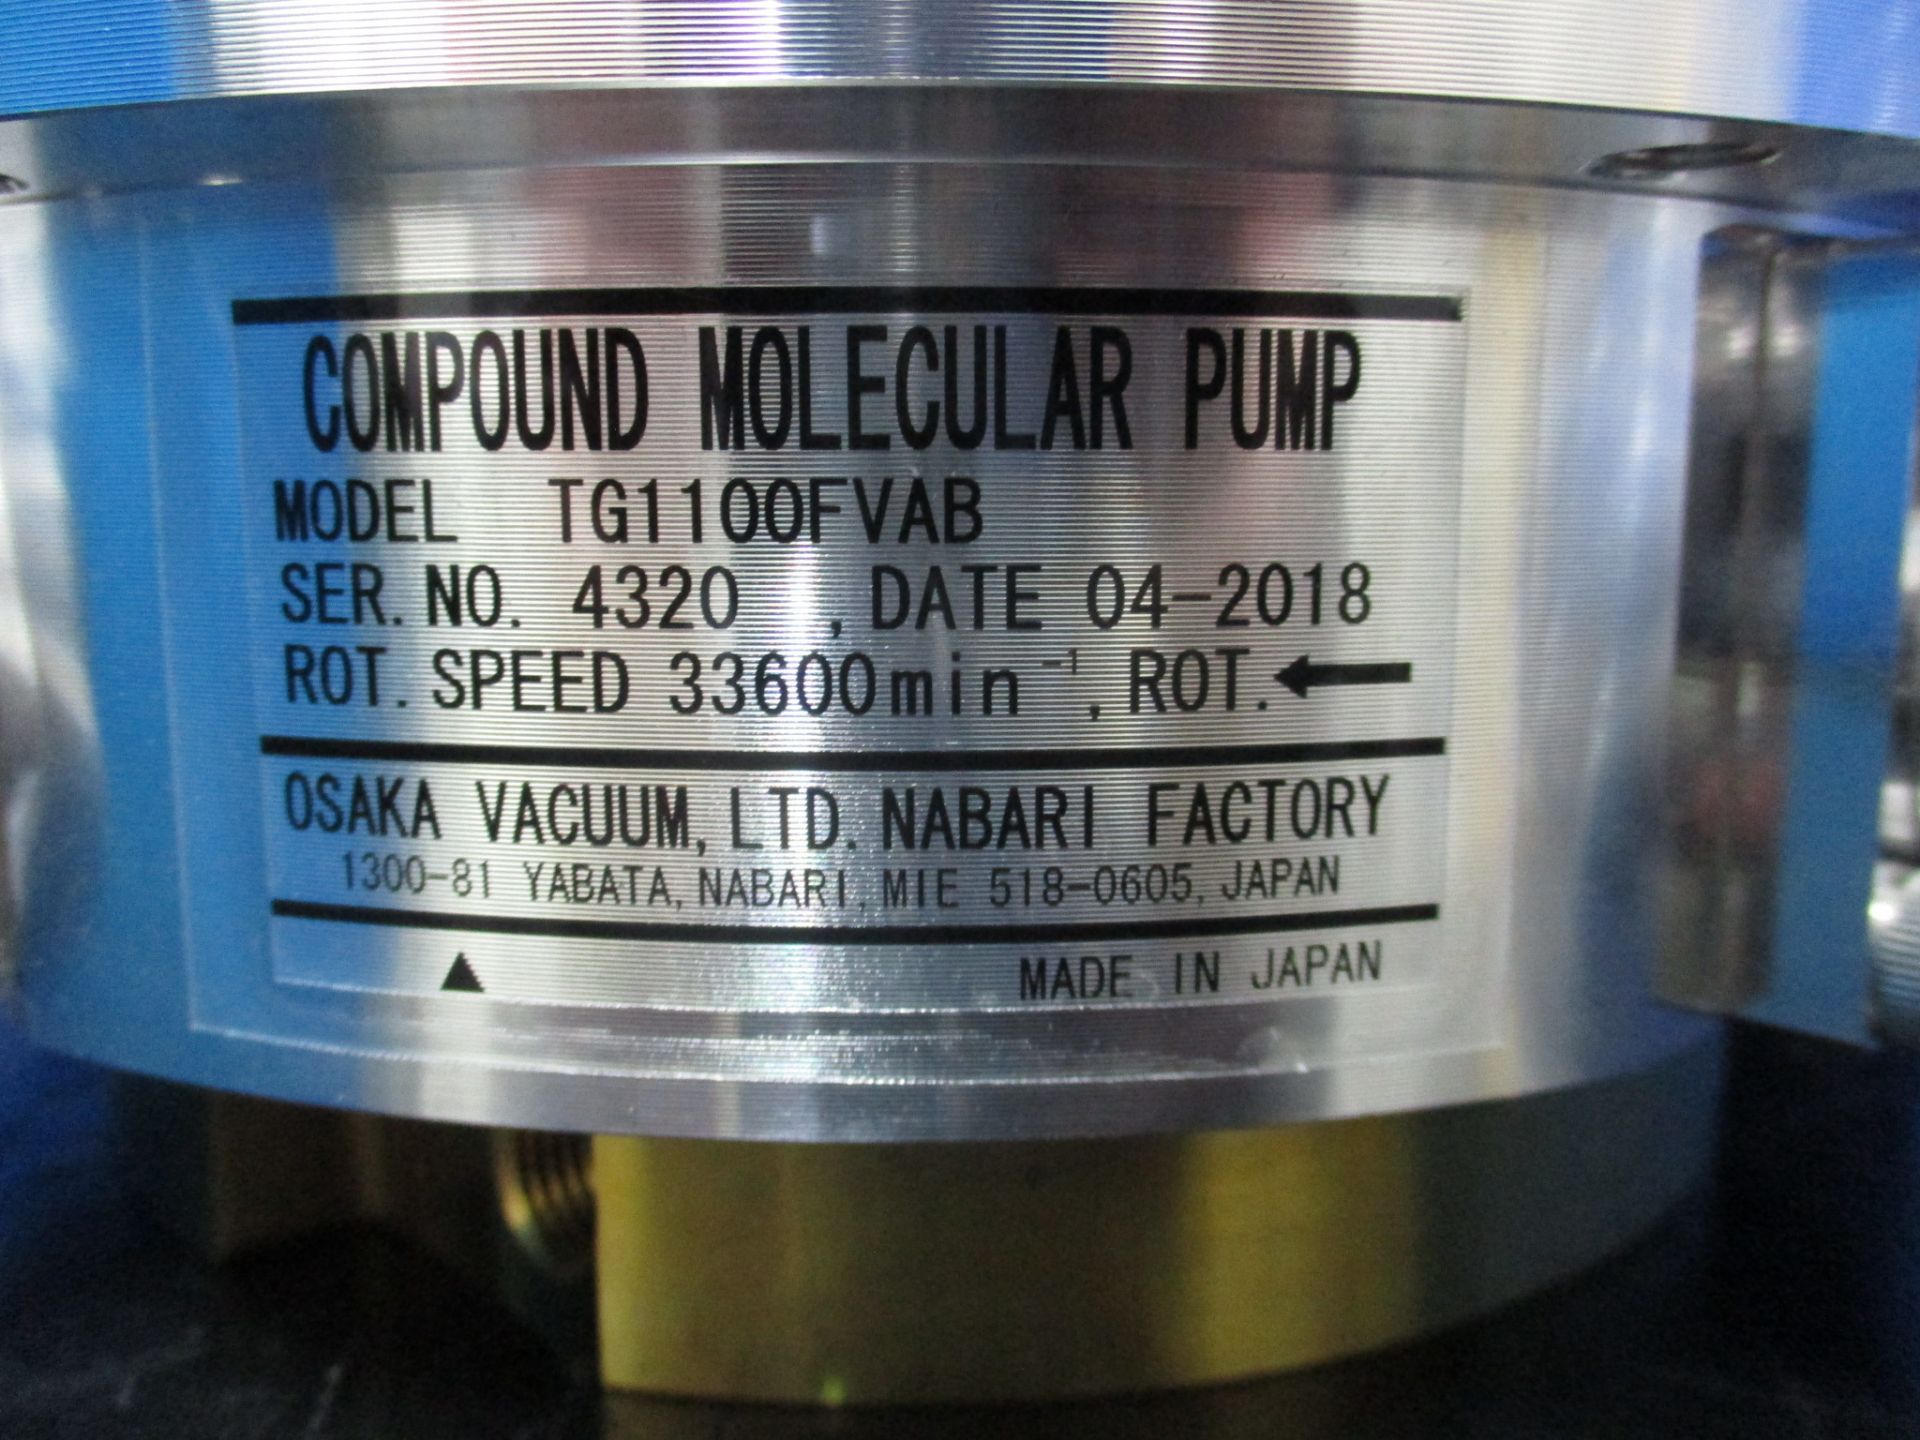 COMPOUND MOLECULAR PUMP
MODEL TG1100FVAB
SER. NO. 4320 , DATE 04-2018
ROT. SPEED 33600min⁻¹, ROT.←
OSAKA VACUUM, LTD. NABARI FACTORY
1300-81 YABATA, NABARI, MIE 518-0605, JAPAN
▲ MADE IN JAPAN